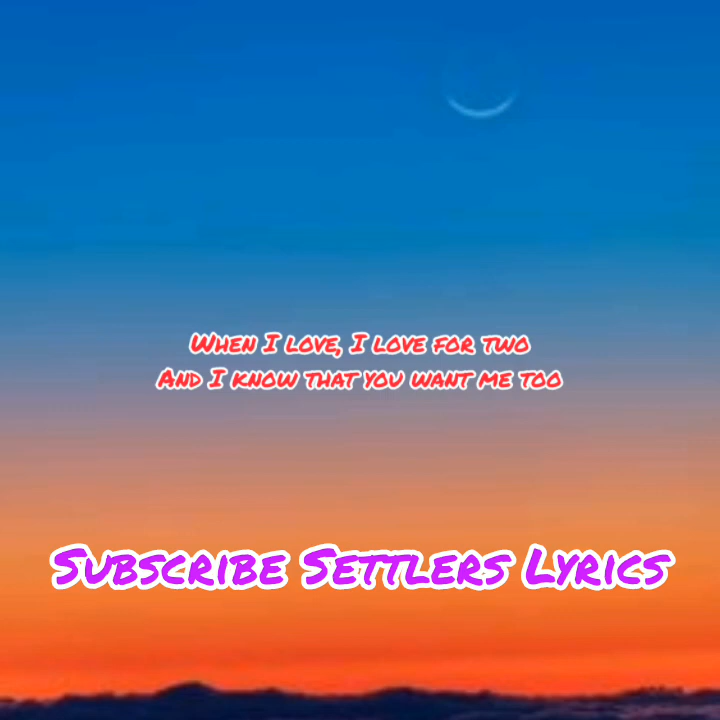 When I love, I love for two
And I know that you want me too
Subscribe Settlers Lyrics